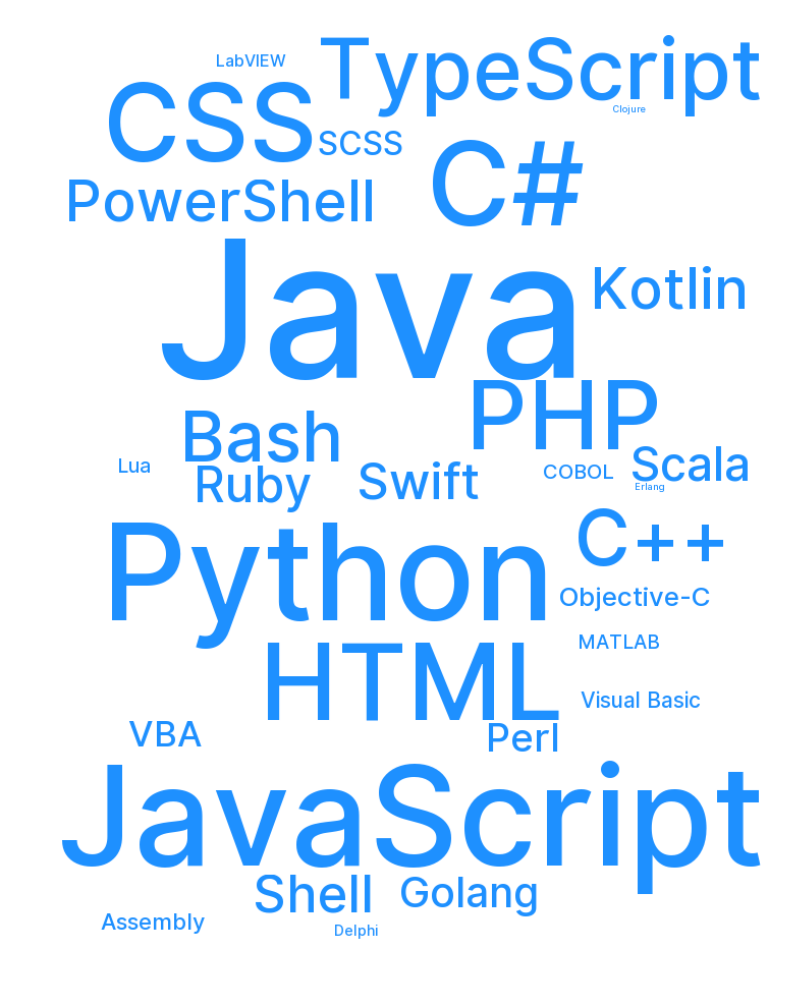 TypeScript
LabVIEW
CSS
Clojure
SCSS
C#
PowerShell
Java
Kotlin
PHP
Bash
Scala
Lua
COBOL
Swift
Ruby
Erlang
Python
C++
Objective-C
MATLAB
HTML
Visual Basic
VBA
Perl
JavaScript
Shell
Golang
Assembly
Delphi